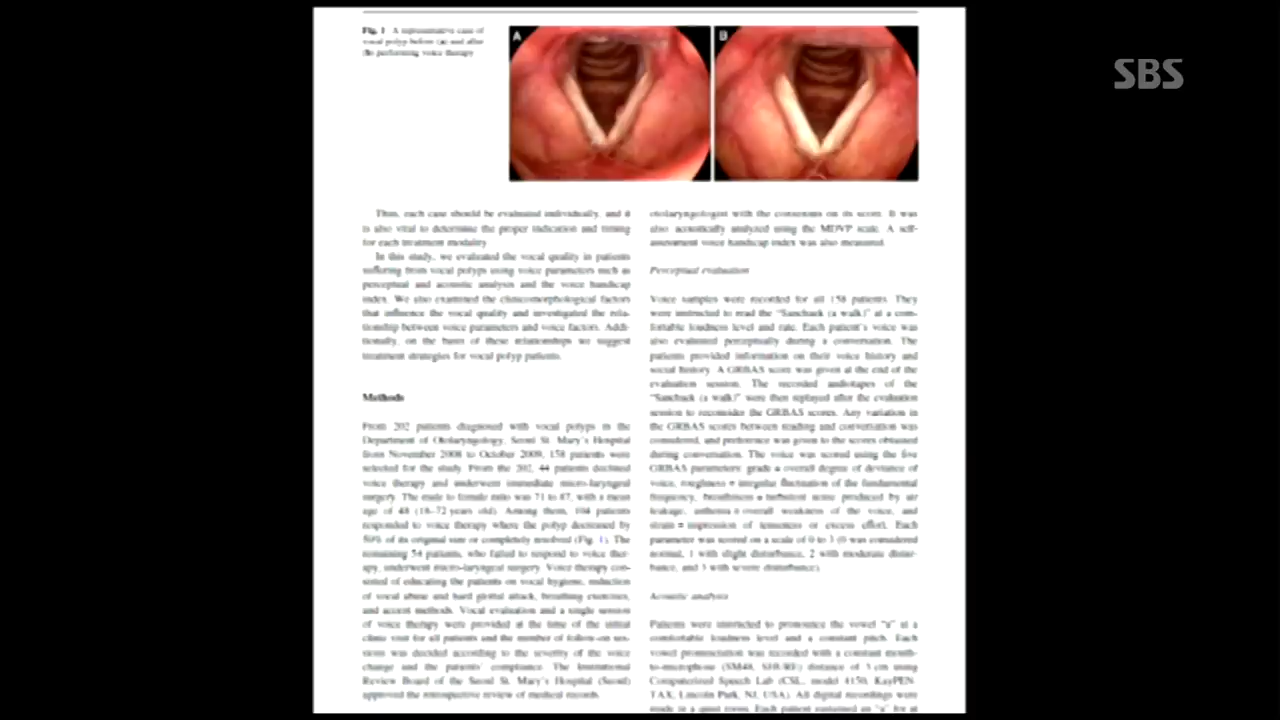 Fig. 1 A representative case of
vocal polyp before (a) and after
(b) performing voice therapy
A
B
SBS
Thus, each case should be evaluated individually, and it
is also vital to determine the proper indication and timing
for each treatment modality.
In this study, we evaluated the vocal quality in patients
suffering from vocal polyps using voice parameters such as
perceptual and acoustic analysis and the voice handicap
index. We also examined the clinicomorphological factors
that influence the vocal quality and investigated the rela-
tionship between voice parameters and voice factors. Addi-
tionally, on the bases of these relationships we suggest
treatment strategies for vocal polyp patients.
Methods
From 202 patients diagnosed with vocal polyps in the
Department of Otolaryngology, Seoul St. Mary's Hospital
from November 2008 to October 2009, 158 patients were
selected for the study. From the 202, 44 patients declined
voice therapy and underwent immediate micro-laryngeal
surgery. The male to female ratio was 71 to 87, with a mean
age of 48 (18–72 years old). Among them, 104 patients
responded to voice therapy where the polyp decreased by
50% of its original size or completely resolved (Fig. 1). The
remaining 54 patients, who failed to respond to voice ther-
apy, underwent micro-laryngeal surgery. Voice therapy con-
sisted of educating the patients on vocal hygiene, reduction
of vocal abuse and hard glottal attack, breathing exercises,
and accent methods. Vocal evaluation and a single session
of voice therapy were provided at the time of the initial
clinic visit for all patients and the number of follow-on ses-
sions was decided according to the severity of the voice
change and the patients' compliance. The Institutional
Review Board of the Seoul St. Mary's Hospital (Seoul)
approved the retrospective review of medical records.
otolaryngologist with the consensus on its score. It was
also acoustically analyzed using the MDVP scale. A self-
assessment voice handicap index was also measured.
Perceptual evaluation
Voice samples were recorded for all 158 patients. They
were instructed to read the "Sanchaek (a walk)" at a com-
fortable loudness level and rate. Each patient's voice was
also evaluated perceptually during a conversation. The
patients provided information on their voice history and
social history. A GRBAS score was given at the end of the
evaluation session. The recorded audiotapes of the
"Sanchaek (a walk)" were then replayed after the evaluation
session to reconsider the GRBAS scores. Any variation in
the GRBAS scores between reading and conversation was
considered, and preference was given to the scores obtained
during conversation. The voice was scored using the five
GRBAS parameters: grade = overall degree of deviance of
voice, roughness = irregular fluctuation of the fundamental
frequency, breathiness = turbulent noise produced by air
leakage, asthenia = overall weakness of the voice, and
strain = impression of tenseness or excess effort. Each
parameter was scored on a scale of 0 to 3 (0 was considered
normal, 1 with slight disturbance, 2 with moderate distur-
bance, and 3 with severe disturbance).
Acoustic analysis
Patients were instructed to pronounce the vowel "a" at a
comfortable loudness level and a constant pitch. Each
vowel pronunciation was recorded with a constant mouth-
to-microphone (SM48, SHURE) distance of 5 cm using
Computerized Speech Lab (CSL, model 4150, KayPEN-
TAX, Lincoln Park, NJ, USA). All digital recordings were
made in a quiet room. Each patient sustained an "a" for at